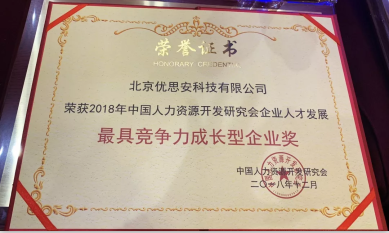 荣誉证书
HONORARY CREDENTIAL
北京优思安科技有限公司
荣获2018年中国人力资源开发研究会企业人才发展
最具竞争力成长型企业奖
中国人力资源开发研究会
二〇一八年十二月